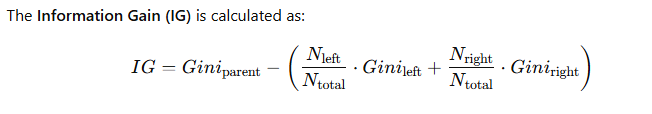 The Information Gain (IG) is calculated as:
IG = Gini_parent − ( N_left / N_total · Gini_left + N_right / N_total · Gini_right )